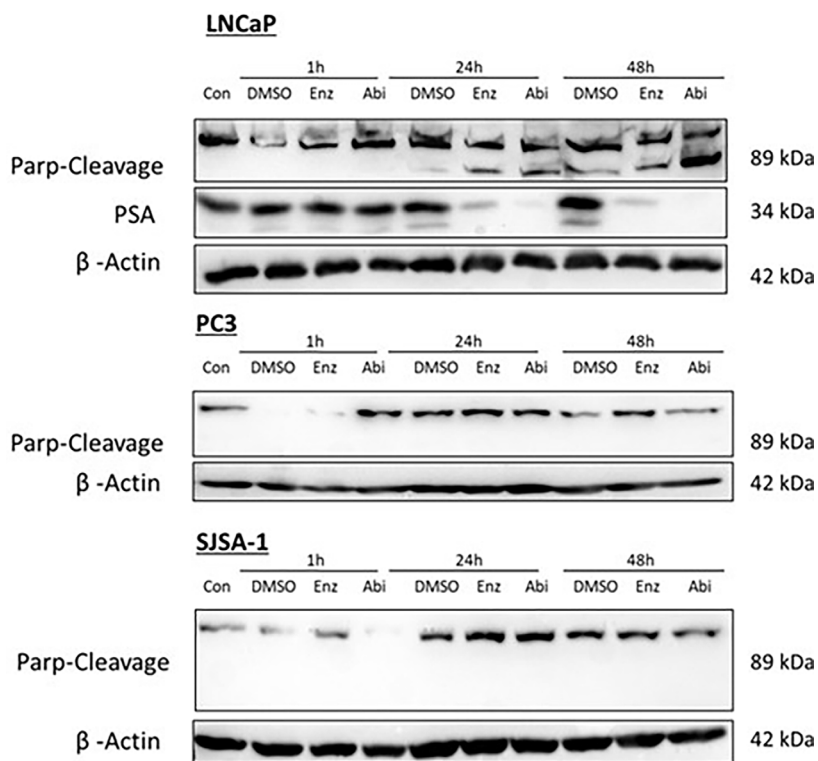 LNCaP
1h 24h 48h
Con DMSO Enz Abi DMSO Enz Abi DMSO Enz Abi
Parp-Cleavage 89 kDa
PSA 34 kDa
β -Actin 42 kDa
PC3
1h 24h 48h
Con DMSO Enz Abi DMSO Enz Abi DMSO Enz Abi
Parp-Cleavage 89 kDa
β -Actin 42 kDa
SJSA-1
1h 24h 48h
Con DMSO Enz Abi DMSO Enz Abi DMSO Enz Abi
Parp-Cleavage 89 kDa
β -Actin 42 kDa